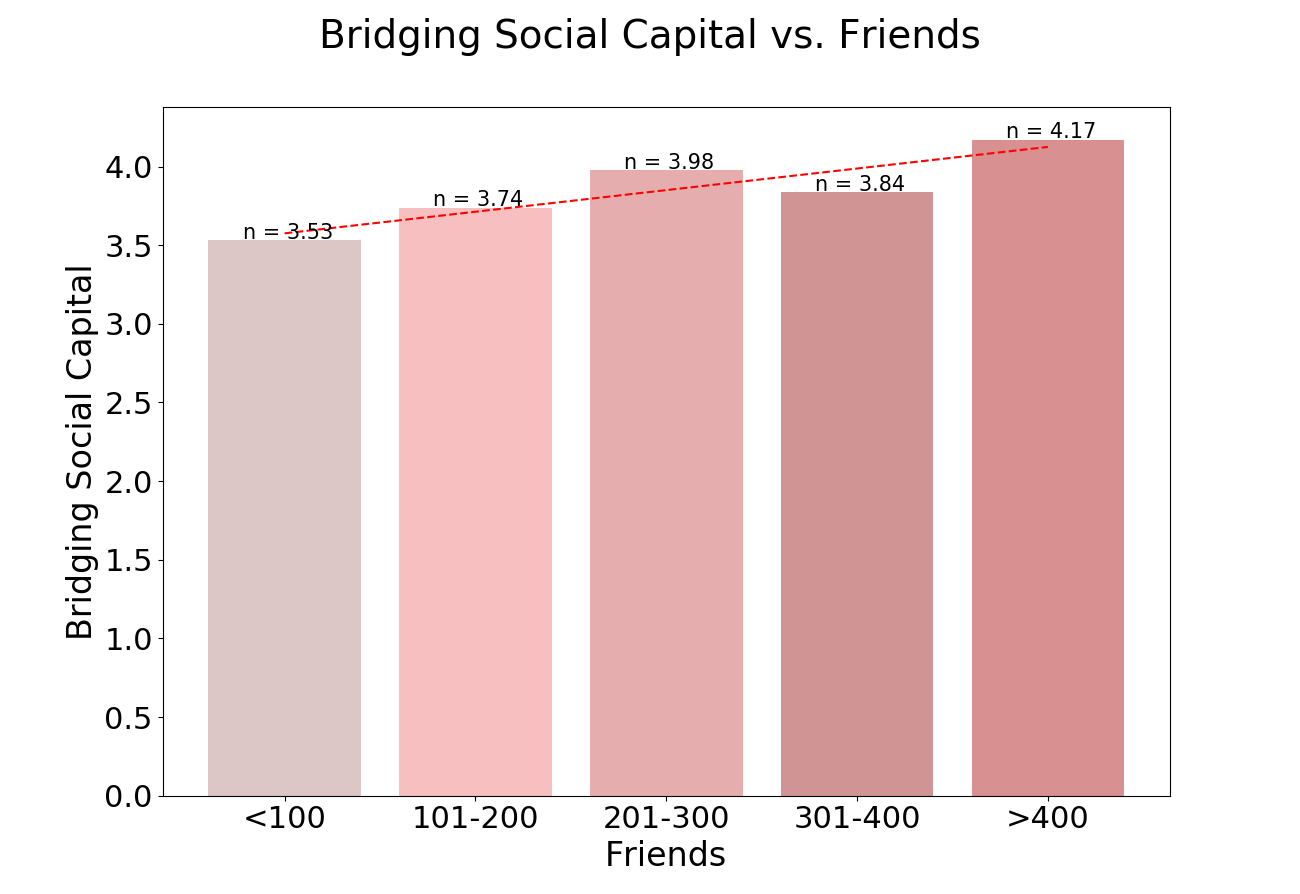 Bridging Social Capital vs. Friends
n = 4.17
n = 3.98
n = 3.84
n = 3.74
n = 3.53
4.0
3.5
3.0
2.5
2.0
1.5
1.0
0.5
0.0
Bridging Social Capital
<100 101-200 201-300 301-400 >400
Friends